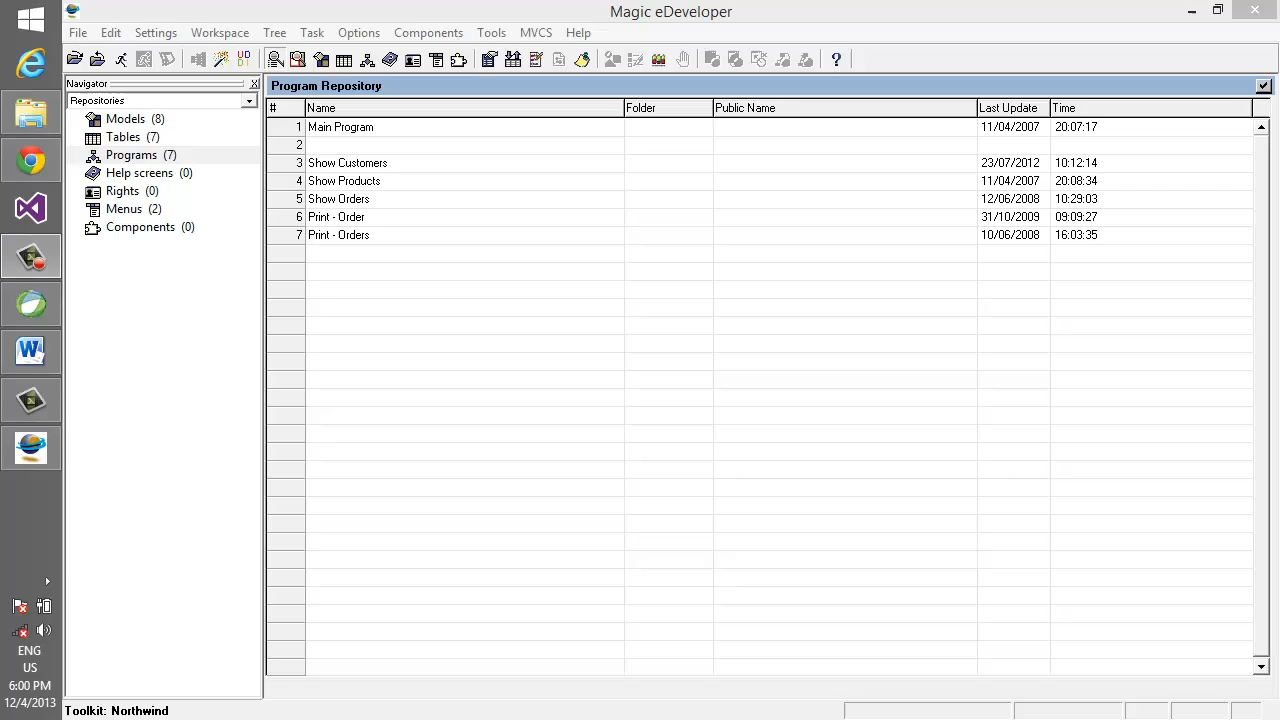 Magic eDeveloper
File Edit Settings Workspace Tree Task Options Components Tools MVCS Help
Navigator
Repositories
Models (8)
Tables (7)
Programs (7)
Help screens (0)
Rights (0)
Menus (2)
Components (0)
Program Repository
# Name Folder Public Name Last Update Time
1 Main Program 11/04/2007 20:07:17
2
3 Show Customers 23/07/2012 10:12:14
4 Show Products 11/04/2007 20:08:34
5 Show Orders 12/06/2008 10:29:03
6 Print - Order 31/10/2009 09:09:27
7 Print - Orders 10/06/2008 16:03:35
ENG
US
6:00 PM
12/4/2013
Toolkit: Northwind